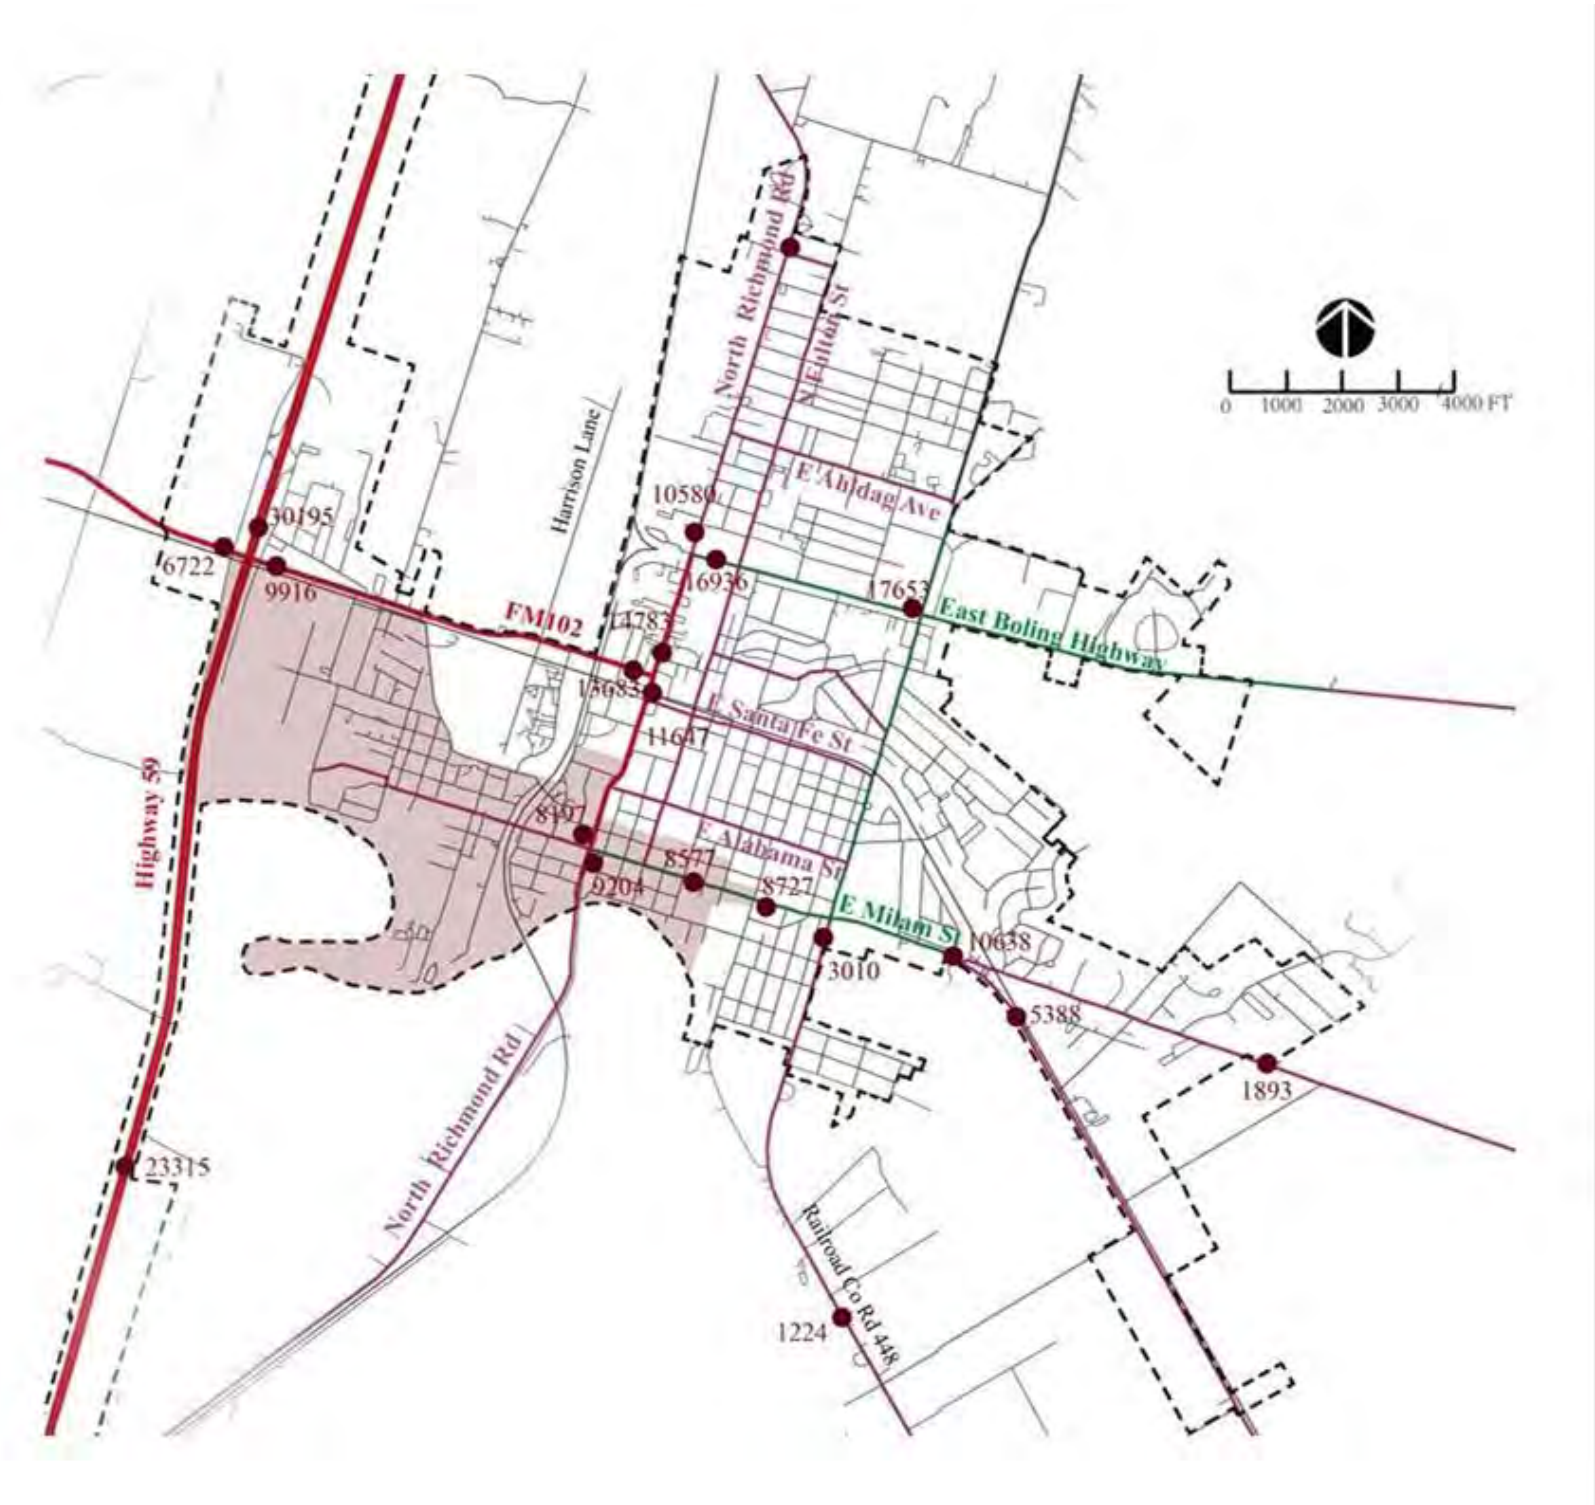 North Richmond Rd
N Fulton St
0 1000 2000 3000 4000 FT
Harrison Lane
E Ahldag Ave
10580
30195
6722
9916
16936
17653
FM102
14783
East Boling Highway
13683
E Santa Fe St
11647
Highway 59
8197
E Alabama St
8577
9204
8727
E Milam St
10638
3010
5388
North Richmond Rd
1893
23315
Railroad Co Rd 448
1224